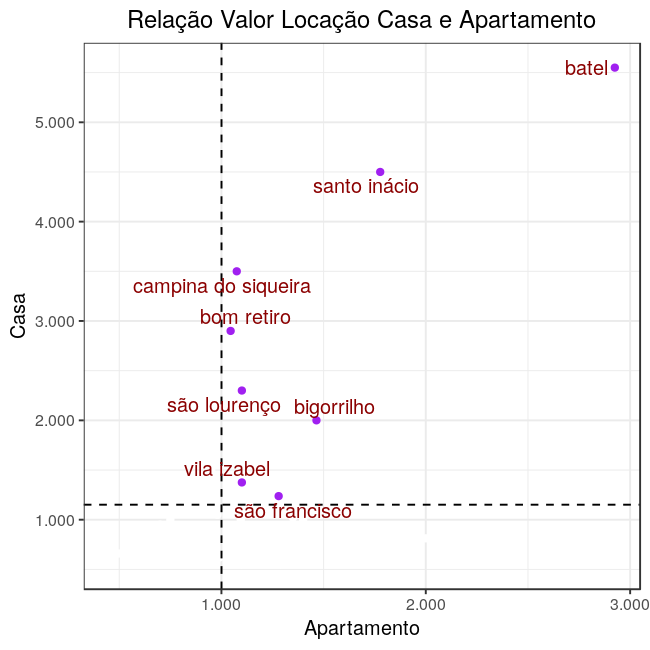 Relação Valor Locação Casa e Apartamento
batel
5.000
santo inácio
4.000
campina do siqueira
bom retiro
3.000
Casa
são lourenço
bigorrilho
2.000
vila izabel
são francisco
1.000
1.000 2.000 3.000
Apartamento